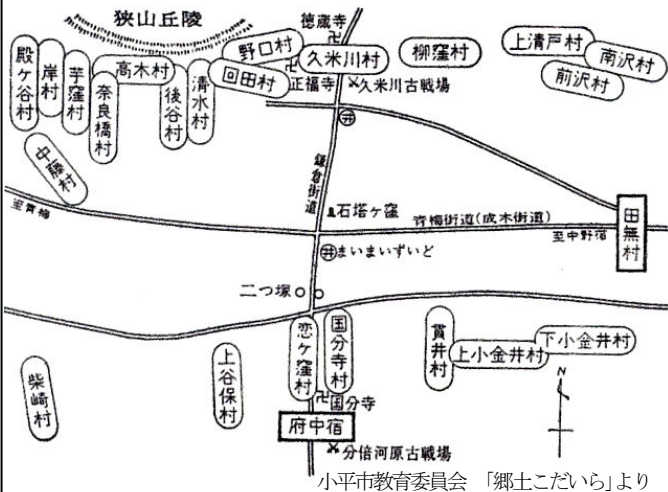 狭山丘陵
徳蔵寺
殿ヶ谷村
岸村
芋窪村
高木村
奈良橋村
後谷村
清水村
野口村
回田村
久米川村
正福寺
久米川古戦場
柳窪村
上清戸村
南沢村
前沢村
中藤村
井
鎌倉街道
至青梅
石塔ヶ窪
青梅街道(成木街道)
至中野宿
田無村
井まいまいずいど
二つ塚
恋ヶ窪村
国分寺村
貫井村
上小金井村
下小金井村
柴崎村
上谷保村
国分寺
府中宿
分倍河原古戦場
N
小平市教育委員会 「郷土こだいら」より